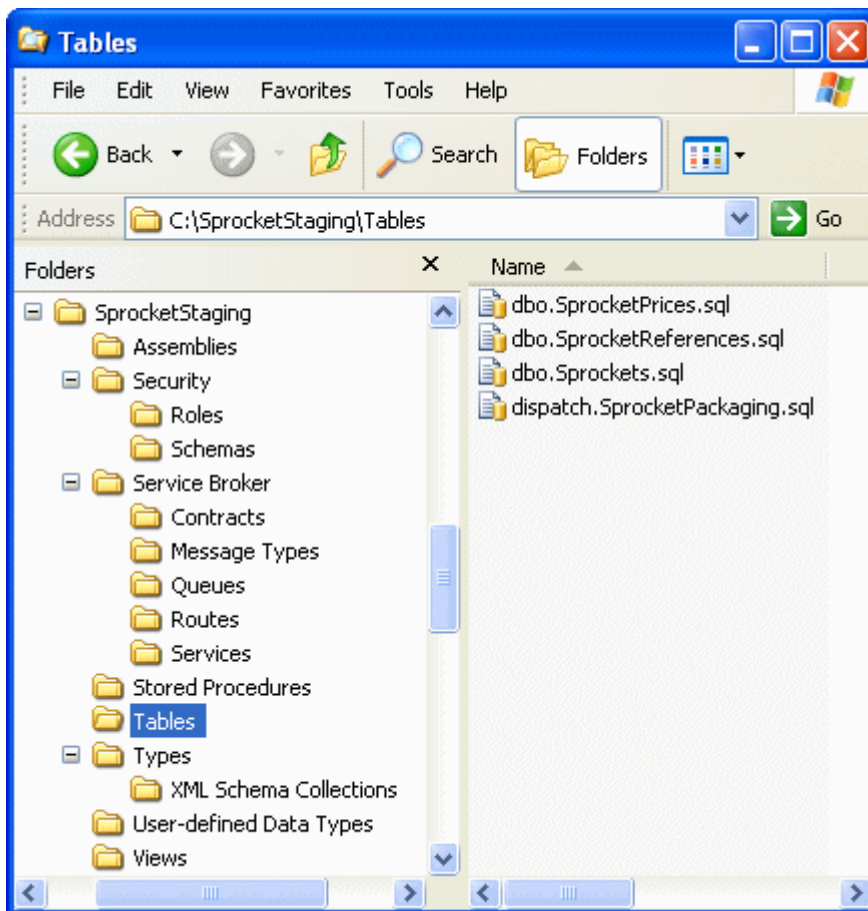 Tables
File Edit View Favorites Tools Help
Back Search Folders
Address C:\SprocketStaging\Tables Go
Folders
Name
SprocketStaging
Assemblies
Security
Roles
Schemas
Service Broker
Contracts
Message Types
Queues
Routes
Services
Stored Procedures
Tables
Types
XML Schema Collections
User-defined Data Types
Views
dbo.SprocketPrices.sql
dbo.SprocketReferences.sql
dbo.Sprockets.sql
dispatch.SprocketPackaging.sql